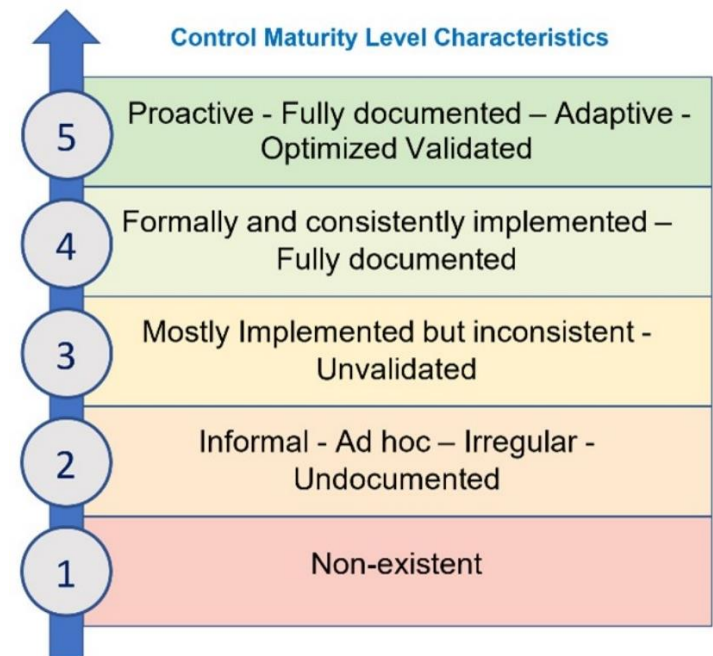 Control Maturity Level Characteristics
5
Proactive - Fully documented – Adaptive -
Optimized Validated
4
Formally and consistently implemented –
Fully documented
3
Mostly Implemented but inconsistent -
Unvalidated
2
Informal - Ad hoc – Irregular -
Undocumented
1
Non-existent